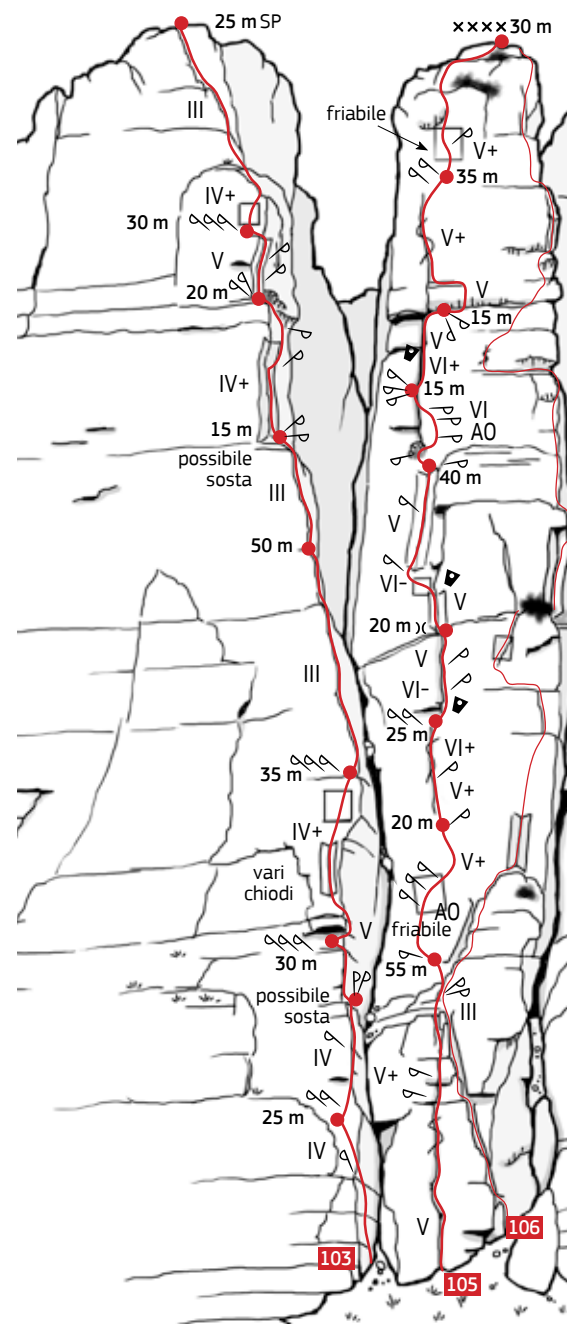 25 m SP
III
IV+
30 m
V
20 m
IV+
15 m
possibile
sosta
III
50 m
III
35 m
IV+
vari
chiodi
V
30 m
possibile
sosta
IV
25 m
IV
103
xxxx 30 m
friabile
V+
35 m
V+
V
15 m
V
VI+
15 m
VI
A0
40 m
V
VI-
V
20 m
V
VI-
25 m
VI+
V+
20 m
V+
A0
friabile
55 m
III
V+
V
105
106